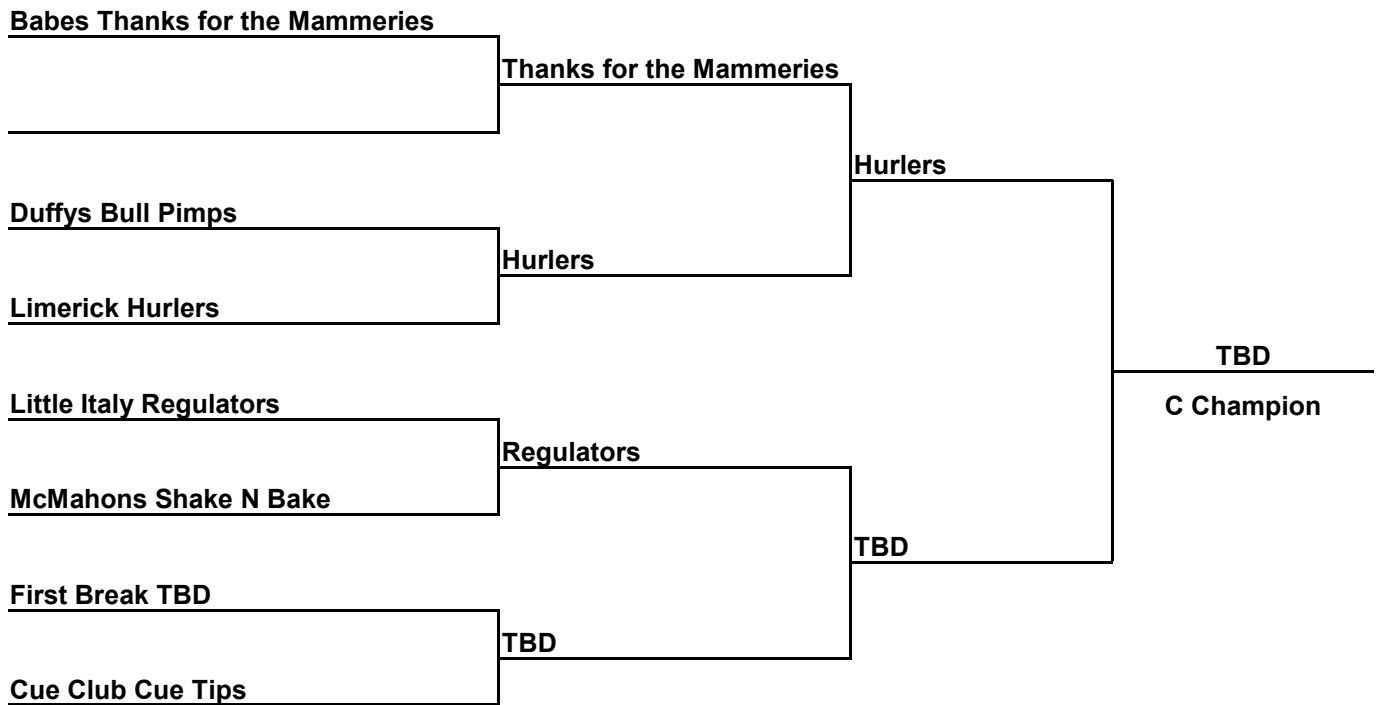 Babes Thanks for the Mammeries
Thanks for the Mammeries
Hurlers
Duffys Bull Pimps
Hurlers
Limerick Hurlers
TBD
C Champion
Little Italy Regulators
Regulators
McMahons Shake N Bake
TBD
First Break TBD
TBD
Cue Club Cue Tips